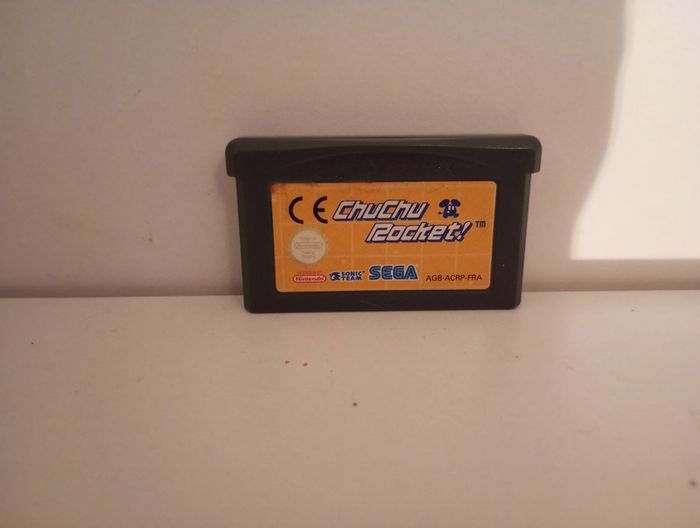 CE ChuChu
Rocket!™
Nintendo SONIC TEAM SEGA AGB-ACRP-FRA